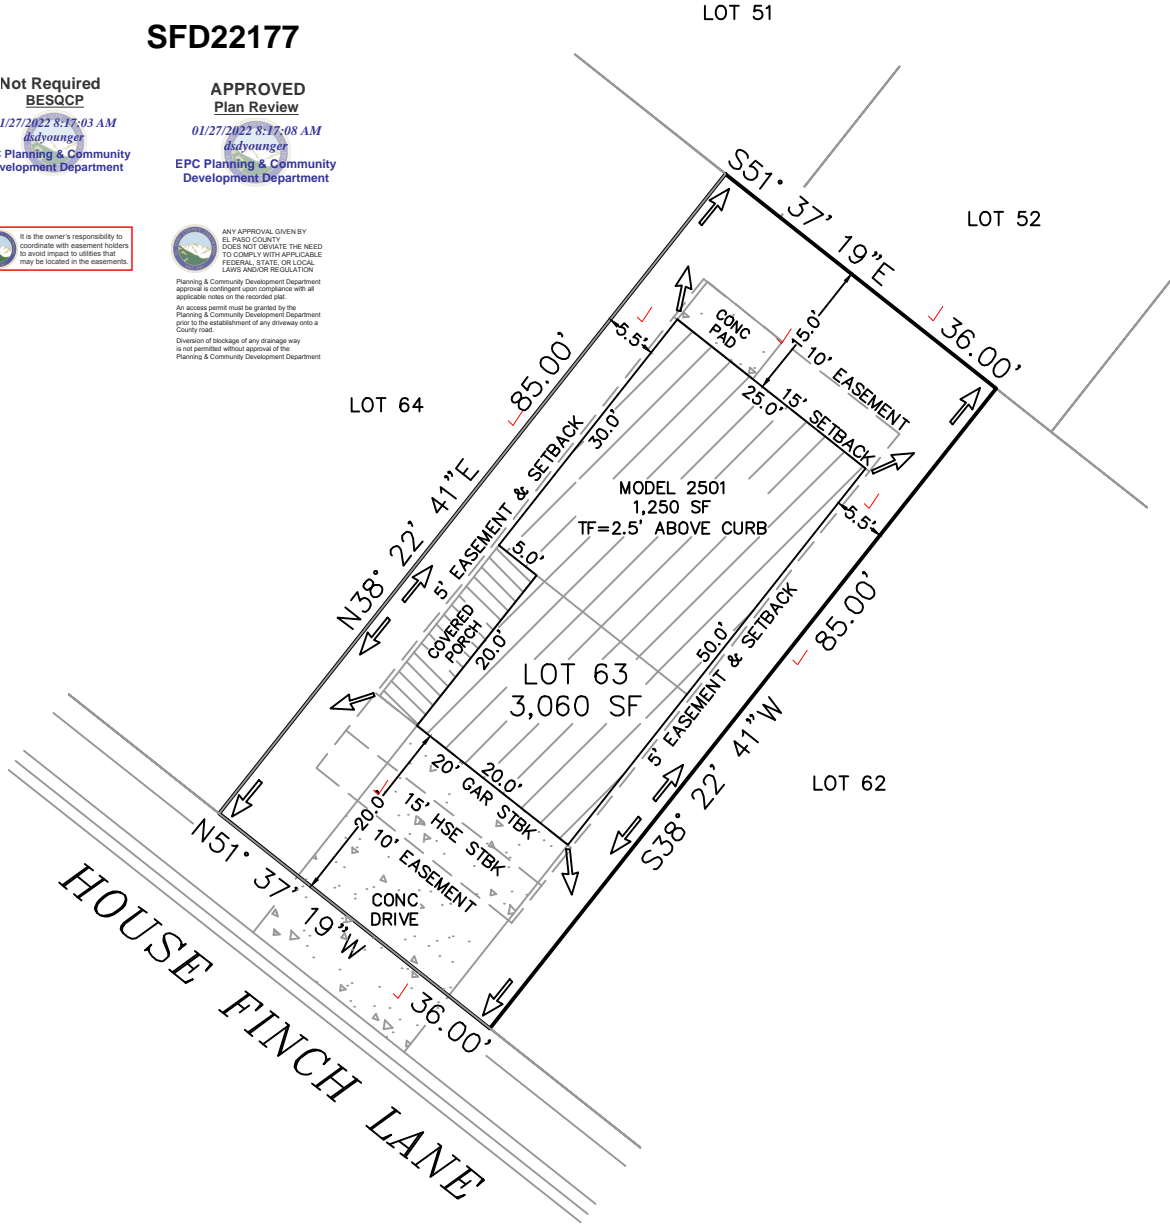 LOT 51
SFD22177
Not Required
BESQCP
1/27/2022 8:17:03 AM
dsdyounger
Planning & Community
velopment Department
APPROVED
Plan Review
01/27/2022 8:17:08 AM
dsdyounger
EPC Planning & Community
Development Department
It is the owner's responsibility to
coordinate with easement holders
to avoid impact to utilities that
may be located in the easements.
ANY APPROVAL GIVEN BY
EL PASO COUNTY
DOES NOT OBVIATE THE NEED
TO COMPLY WITH APPLICABLE
FEDERAL, STATE, OR LOCAL
LAWS AND/OR REGULATION
Planning & Community Development Department
approval is contingent upon compliance with all
applicable notes on the recorded plat.
An access permit must be granted by the
Planning & Community Development Department
prior to the establishment of any driveway onto a
County road.
Diversion of blockage of any drainage way
is not permitted without approval of the
Planning & Community Development Department
S51° 37' 19"E 36.00'
LOT 52
CONC
PAD
5.5'
10' EASEMENT
15' SETBACK
25.0'
LOT 64
N38° 22' 41"E 85.00'
5' EASEMENT & SETBACK
30.0'
MODEL 2501
1,250 SF
TF=2.5' ABOVE CURB
5.5'
5.0'
COVERED
PORCH
20.0'
50.0'
5' EASEMENT & SETBACK
LOT 63
3,060 SF
S38° 22' 41"W 85.00'
LOT 62
20.0'
20' GAR STBK
15' HSE STBK
10' EASEMENT
20.0'
CONC
DRIVE
N51° 37' 19"W 36.00'
HOUSE FINCH LANE